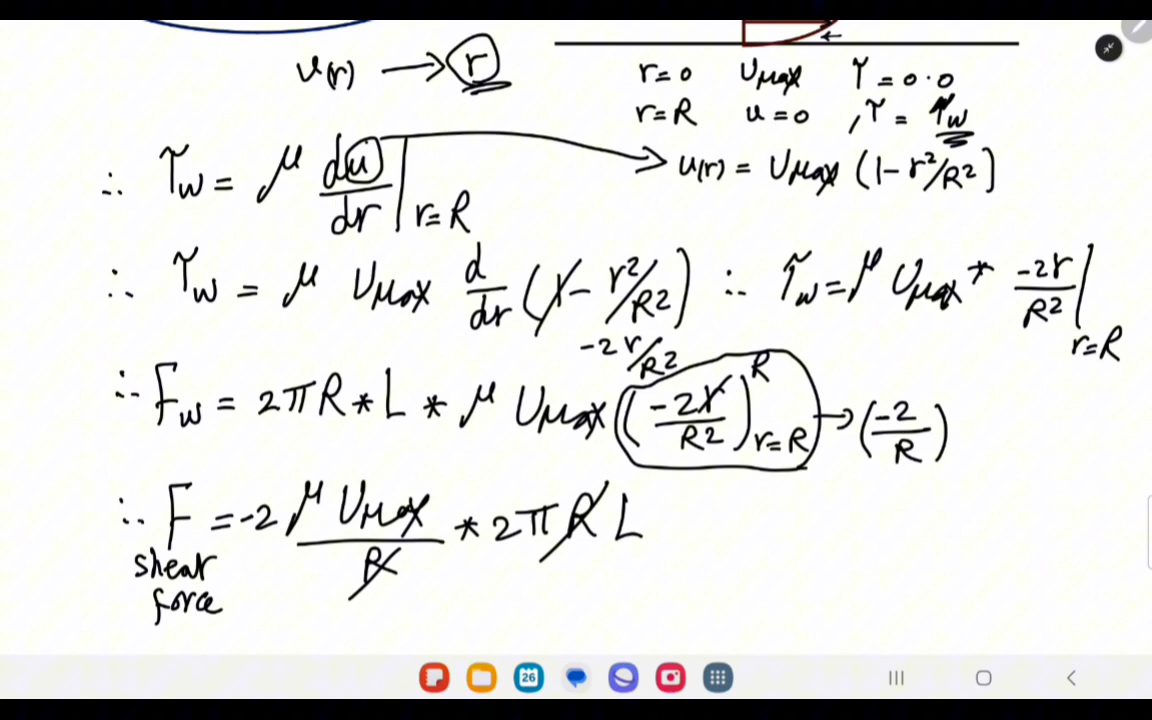 u(r) → r
r=0 Umax τ = 0.0
r=R u=0 , τ = τw
∴ τw = μ du/dr | r=R → u(r) = Umax (1- r²/R²)
∴ τw = μ Umax d/dr (1- r²/R²) ∴ τw = μ Umax * -2r/R² | r=R
-2r/R²
∴ Fw = 2πR * L * μ Umax (-2r/R²) R r=R → (-2/R)
∴ F = -2 μ Umax/R * 2πR L
shear
force
26